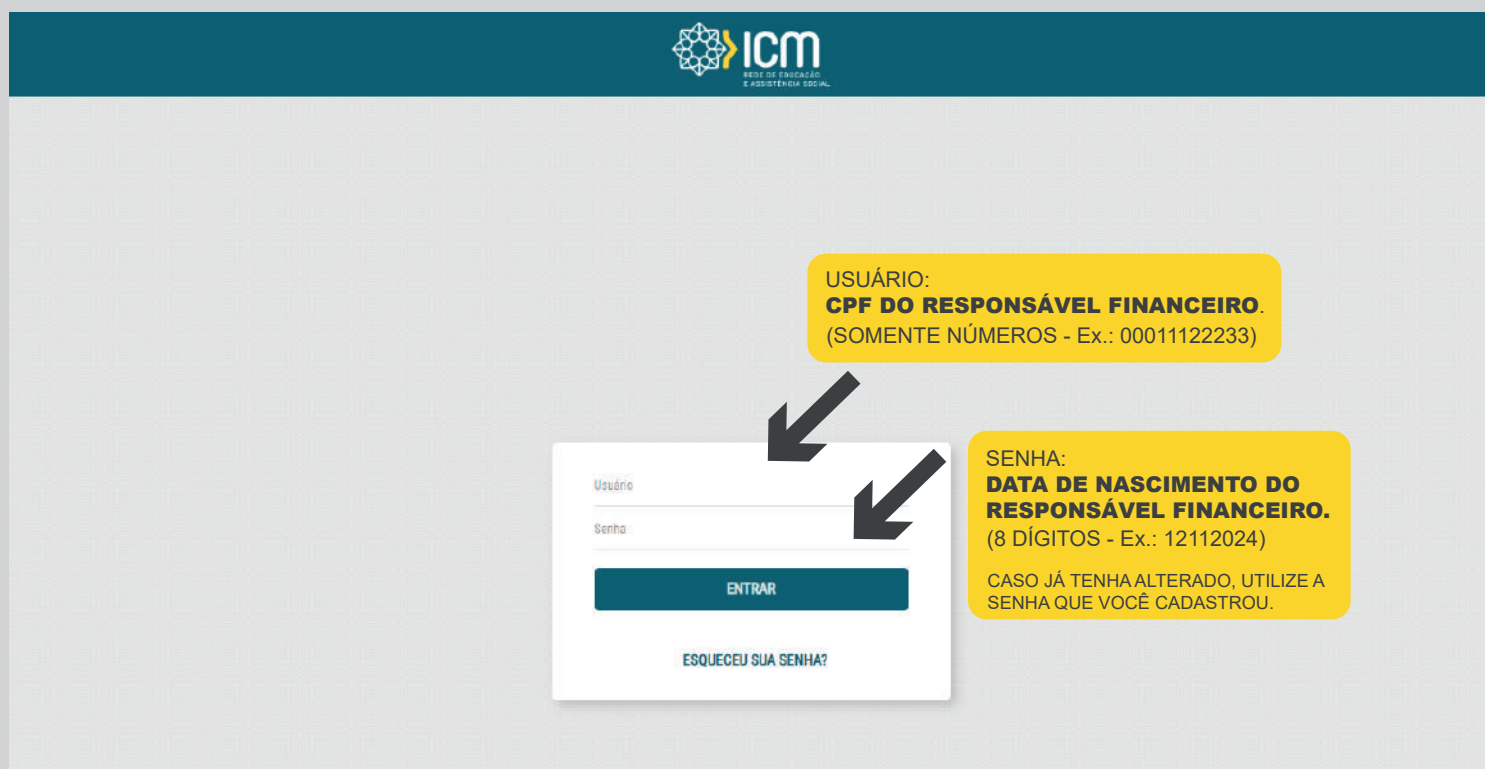 ICM
REDE DE EDUCAÇÃO
E ASSISTÊNCIA SOCIAL
USUÁRIO:
CPF DO RESPONSÁVEL FINANCEIRO.
(SOMENTE NÚMEROS - Ex.: 00011122233)
Usuário
Senha
ENTRAR
ESQUECEU SUA SENHA?
SENHA:
DATA DE NASCIMENTO DO
RESPONSÁVEL FINANCEIRO.
(8 DÍGITOS - Ex.: 12112024)
CASO JÁ TENHA ALTERADO, UTILIZE A
SENHA QUE VOCÊ CADASTROU.